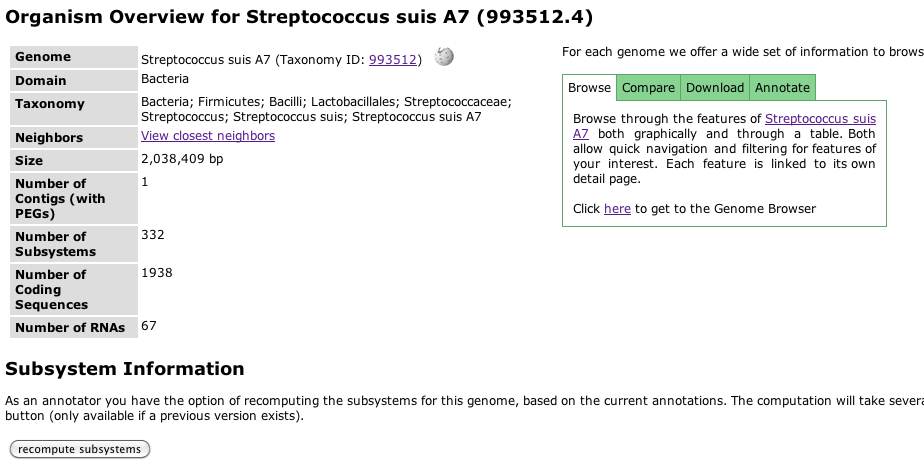 Organism Overview for Streptococcus suis A7 (993512.4)
Genome
Streptococcus suis A7 (Taxonomy ID: 993512)
Domain
Bacteria
Taxonomy
Bacteria; Firmicutes; Bacilli; Lactobacillales; Streptococcaceae;
Streptococcus; Streptococcus suis; Streptococcus suis A7
Neighbors
View closest neighbors
Size
2,038,409 bp
Number of
Contigs (with
PEGs)
1
Number of
Subsystems
332
Number of
Coding
Sequences
1938
Number of RNAs
67
For each genome we offer a wide set of information to brows
Browse
Compare
Download
Annotate
Browse through the features of Streptococcus suis
A7 both graphically and through a table. Both
allow quick navigation and filtering for features of
your interest. Each feature is linked to its own
detail page.
Click here to get to the Genome Browser
Subsystem Information
As an annotator you have the option of recomputing the subsystems for this genome, based on the current annotations. The computation will take severa
button (only available if a previous version exists).
recompute subsystems